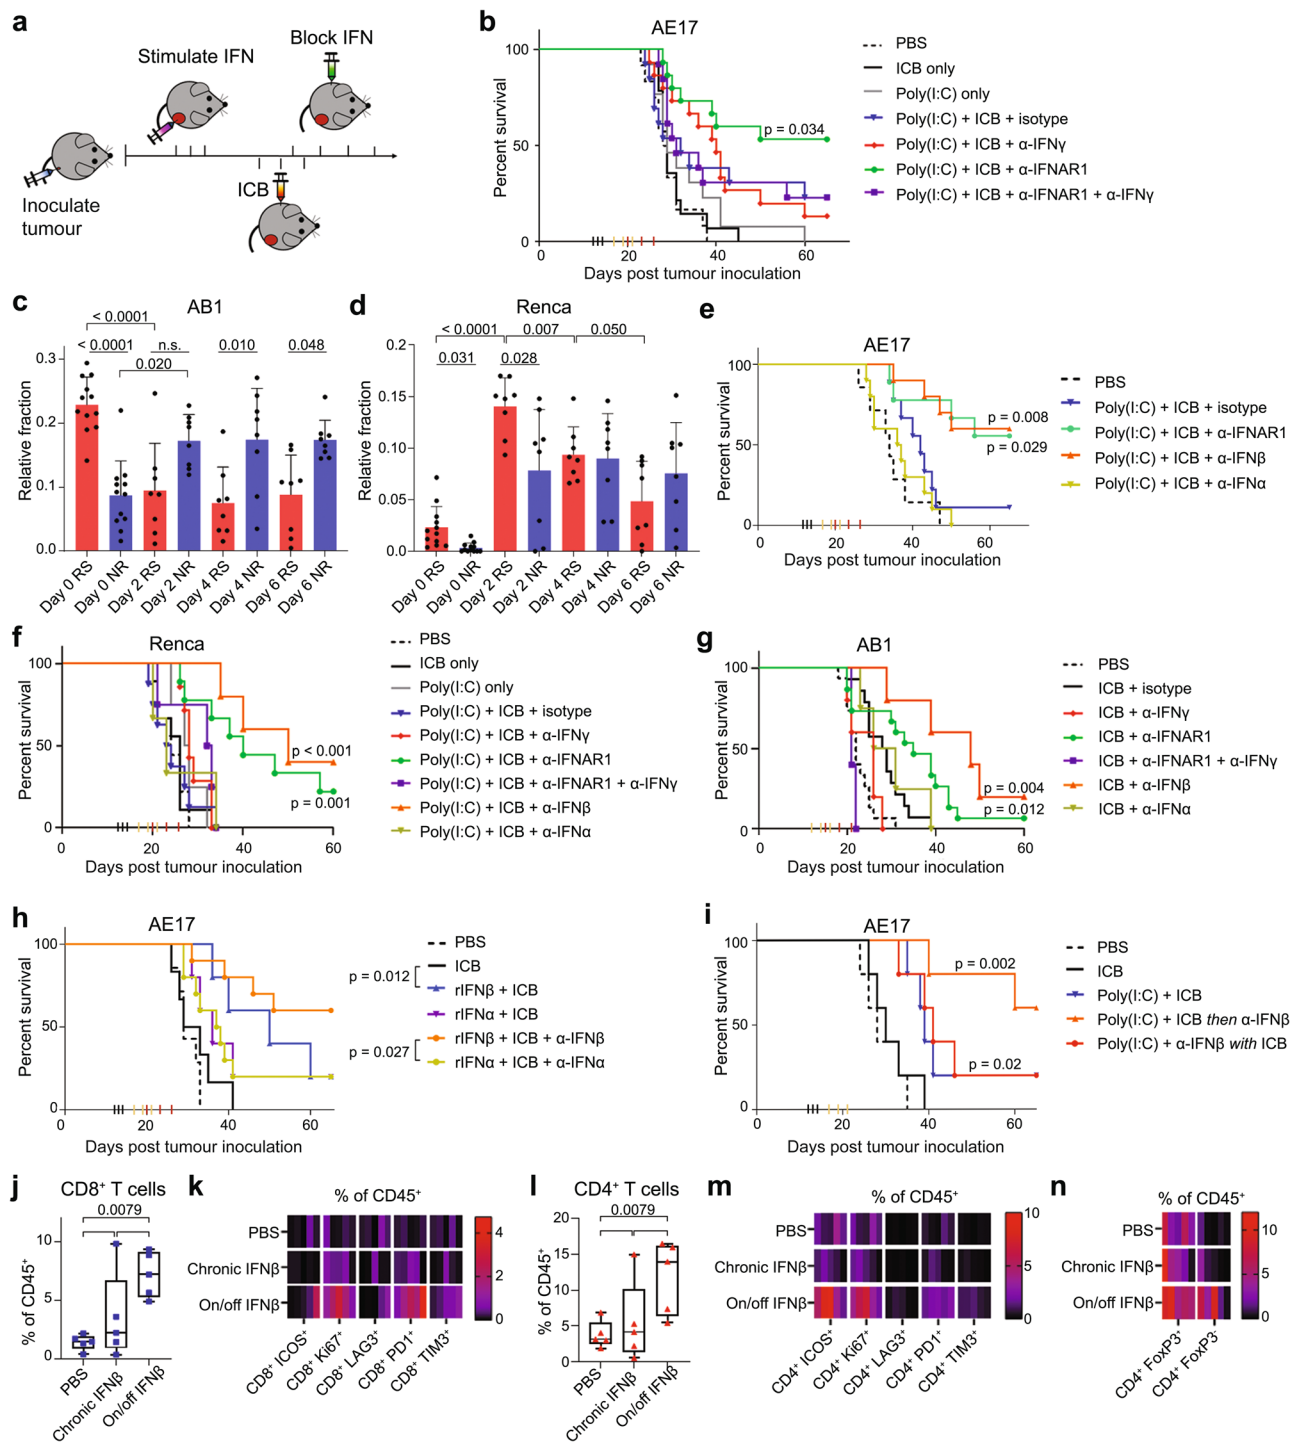 a
Stimulate IFN
Block IFN
Inoculate
tumour
ICB
b
AE17
Percent survival
100
50
0
0
20
40
60
Days post tumour inoculation
p = 0.034
PBS
ICB only
Poly(I:C) only
Poly(I:C) + ICB + isotype
Poly(I:C) + ICB + α-IFNγ
Poly(I:C) + ICB + α-IFNAR1
Poly(I:C) + ICB + α-IFNAR1 + α-IFNγ
c
AB1
Relative fraction
0.3
0.2
0.1
0.0
< 0.0001
< 0.0001
n.s.
0.010
0.048
0.020
Day 0 RS
Day 0 NR
Day 2 RS
Day 2 NR
Day 4 RS
Day 4 NR
Day 6 RS
Day 6 NR
d
Renca
Relative fraction
0.2
0.15
0.10
0.05
0.0
< 0.0001
0.007
0.050
0.031
0.028
Day 0 RS
Day 0 NR
Day 2 RS
Day 2 NR
Day 4 RS
Day 4 NR
Day 6 RS
Day 6 NR
e
AE17
Percent survival
100
50
0
0
20
40
60
Days post tumour inoculation
p = 0.008
p = 0.029
PBS
Poly(I:C) + ICB + isotype
Poly(I:C) + ICB + α-IFNAR1
Poly(I:C) + ICB + α-IFNβ
Poly(I:C) + ICB + α-IFNα
f
Renca
Percent survival
100
50
0
0
20
40
60
Days post tumour inoculation
p < 0.001
p = 0.001
PBS
ICB only
Poly(I:C) only
Poly(I:C) + ICB + isotype
Poly(I:C) + ICB + α-IFNγ
Poly(I:C) + ICB + α-IFNAR1
Poly(I:C) + ICB + α-IFNAR1 + α-IFNγ
Poly(I:C) + ICB + α-IFNβ
Poly(I:C) + ICB + α-IFNα
g
AB1
Percent survival
100
50
0
0
20
40
60
Days post tumour inoculation
p = 0.004
p = 0.012
PBS
ICB + isotype
ICB + α-IFNγ
ICB + α-IFNAR1
ICB + α-IFNAR1 + α-IFNγ
ICB + α-IFNβ
ICB + α-IFNα
h
AE17
Percent survival
100
50
0
0
20
40
60
Days post tumour inoculation
p = 0.012
p = 0.027
PBS
ICB
rIFNβ + ICB
rIFNα + ICB
rIFNβ + ICB + α-IFNβ
rIFNα + ICB + α-IFNα
i
AE17
Percent survival
100
50
0
0
20
40
60
Days post tumour inoculation
p = 0.002
p = 0.02
PBS
ICB
Poly(I:C) + ICB
Poly(I:C) + ICB then α-IFNβ
Poly(I:C) + α-IFNβ with ICB
j
CD8⁺ T cells
0.0079
% of CD45⁺
10
5
0
PBS
Chronic IFNβ
On/off IFNβ
k
% of CD45⁺
PBS
Chronic IFNβ
On/off IFNβ
CD8⁺ ICOS⁺
CD8⁺ Ki67⁺
CD8⁺ LAG3⁺
CD8⁺ PD1⁺
CD8⁺ TIM3⁺
4
2
0
l
CD4⁺ T cells
0.0079
% of CD45⁺
20
15
10
5
0
PBS
Chronic IFNβ
On/off IFNβ
m
% of CD45⁺
PBS
Chronic IFNβ
On/off IFNβ
CD4⁺ ICOS⁺
CD4⁺ Ki67⁺
CD4⁺ LAG3⁺
CD4⁺ PD1⁺
CD4⁺ TIM3⁺
10
5
0
n
% of CD45⁺
PBS
Chronic IFNβ
On/off IFNβ
CD4⁺ FoxP3⁺
CD4⁺ FoxP3⁻
10
5
0